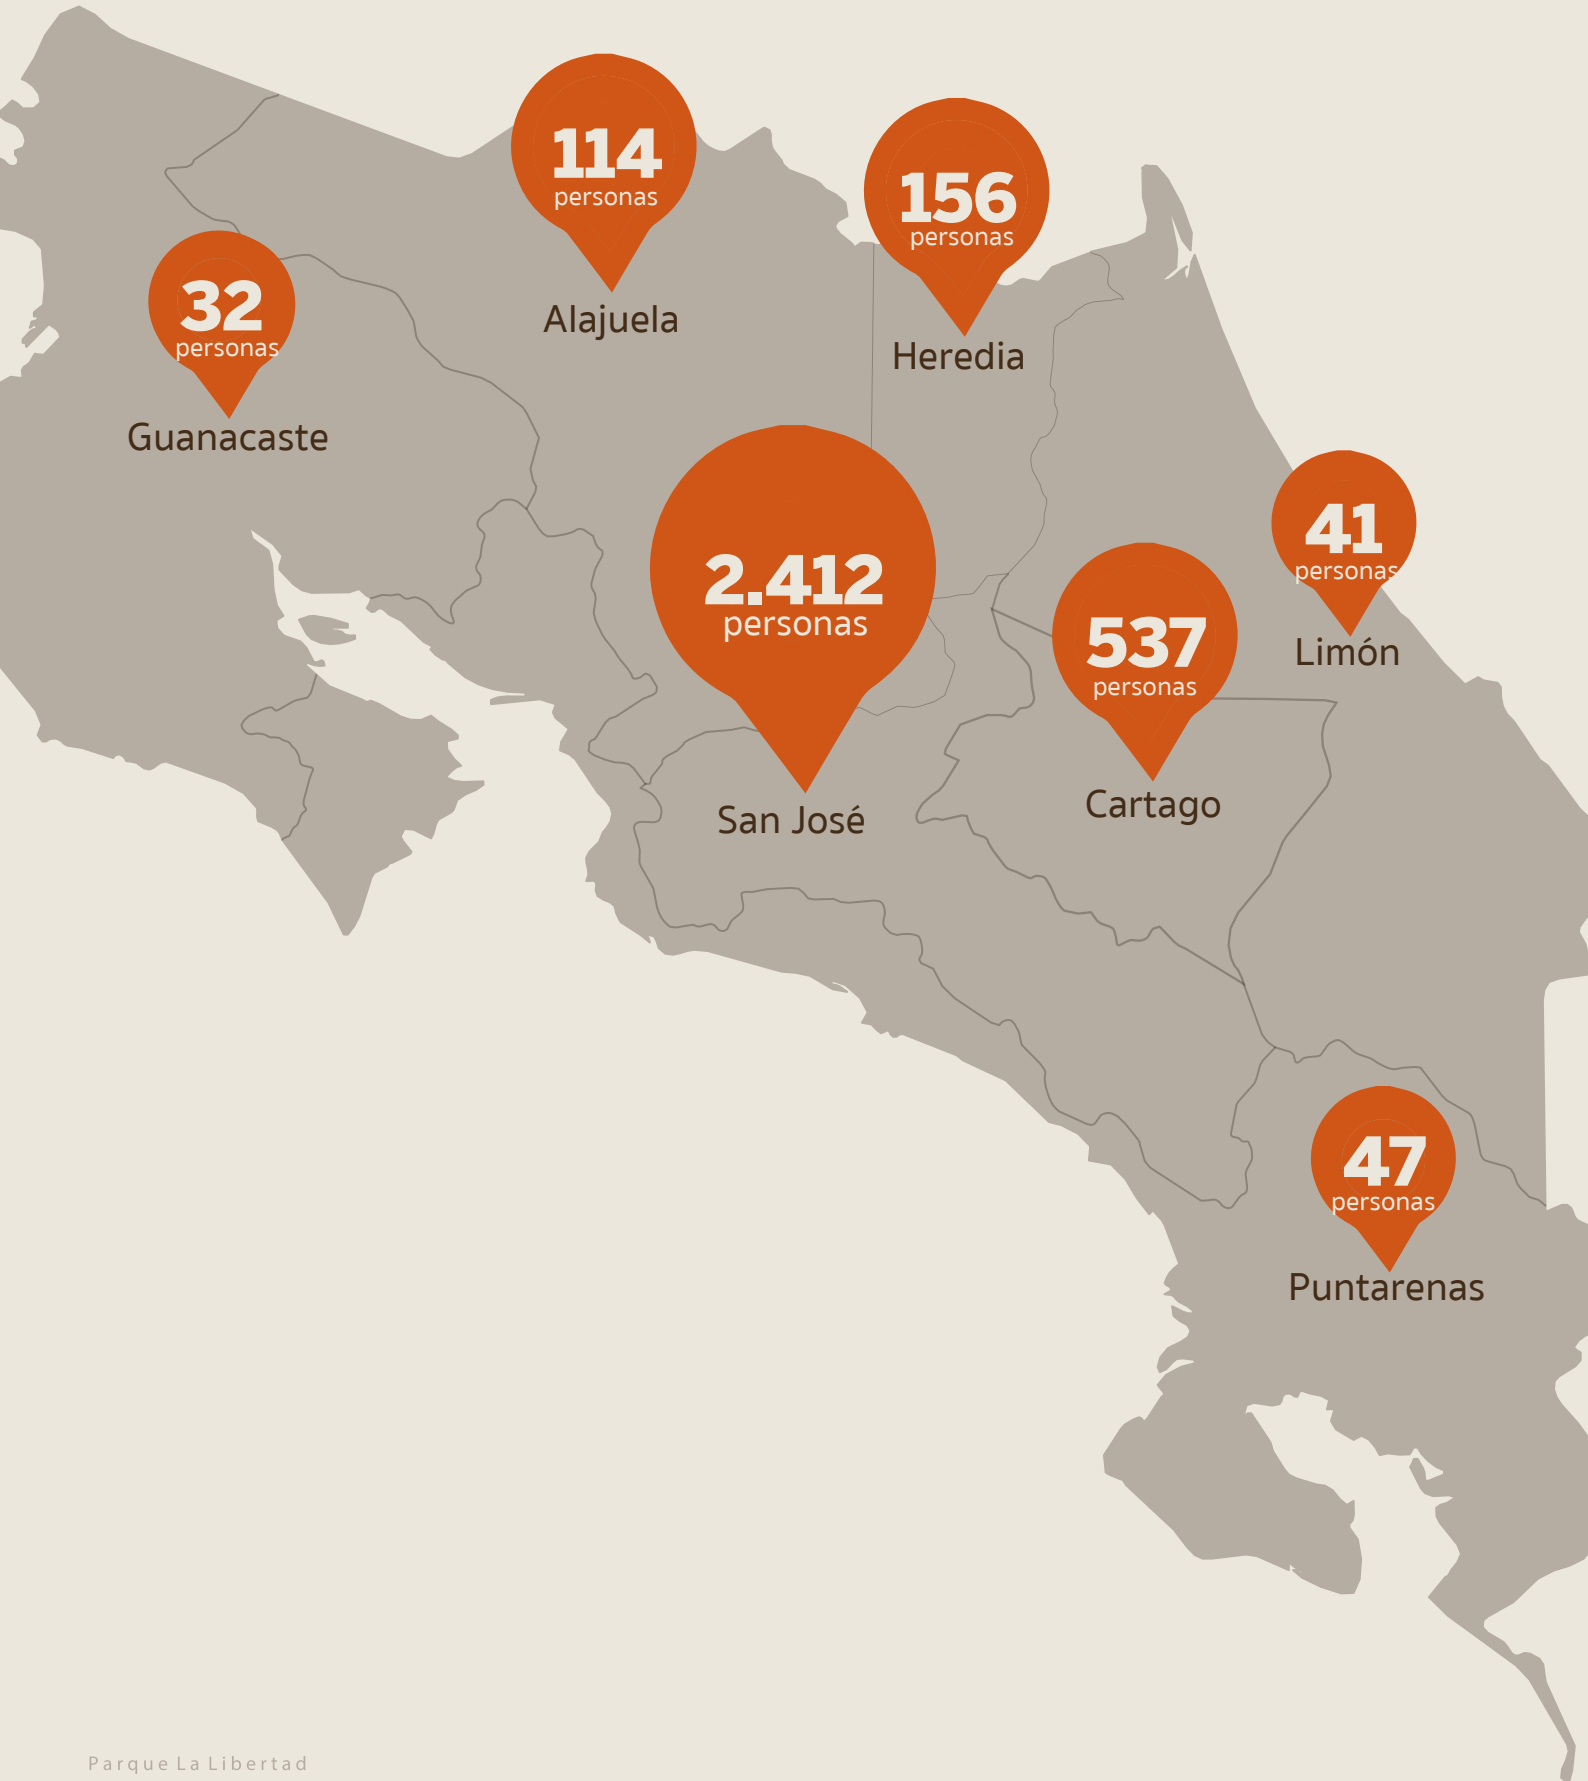 114
personas
Alajuela
156
personas
Heredia
32
personas
Guanacaste
2.412
personas
San José
41
personas
Limón
537
personas
Cartago
47
personas
Puntarenas
Parque La Libertad